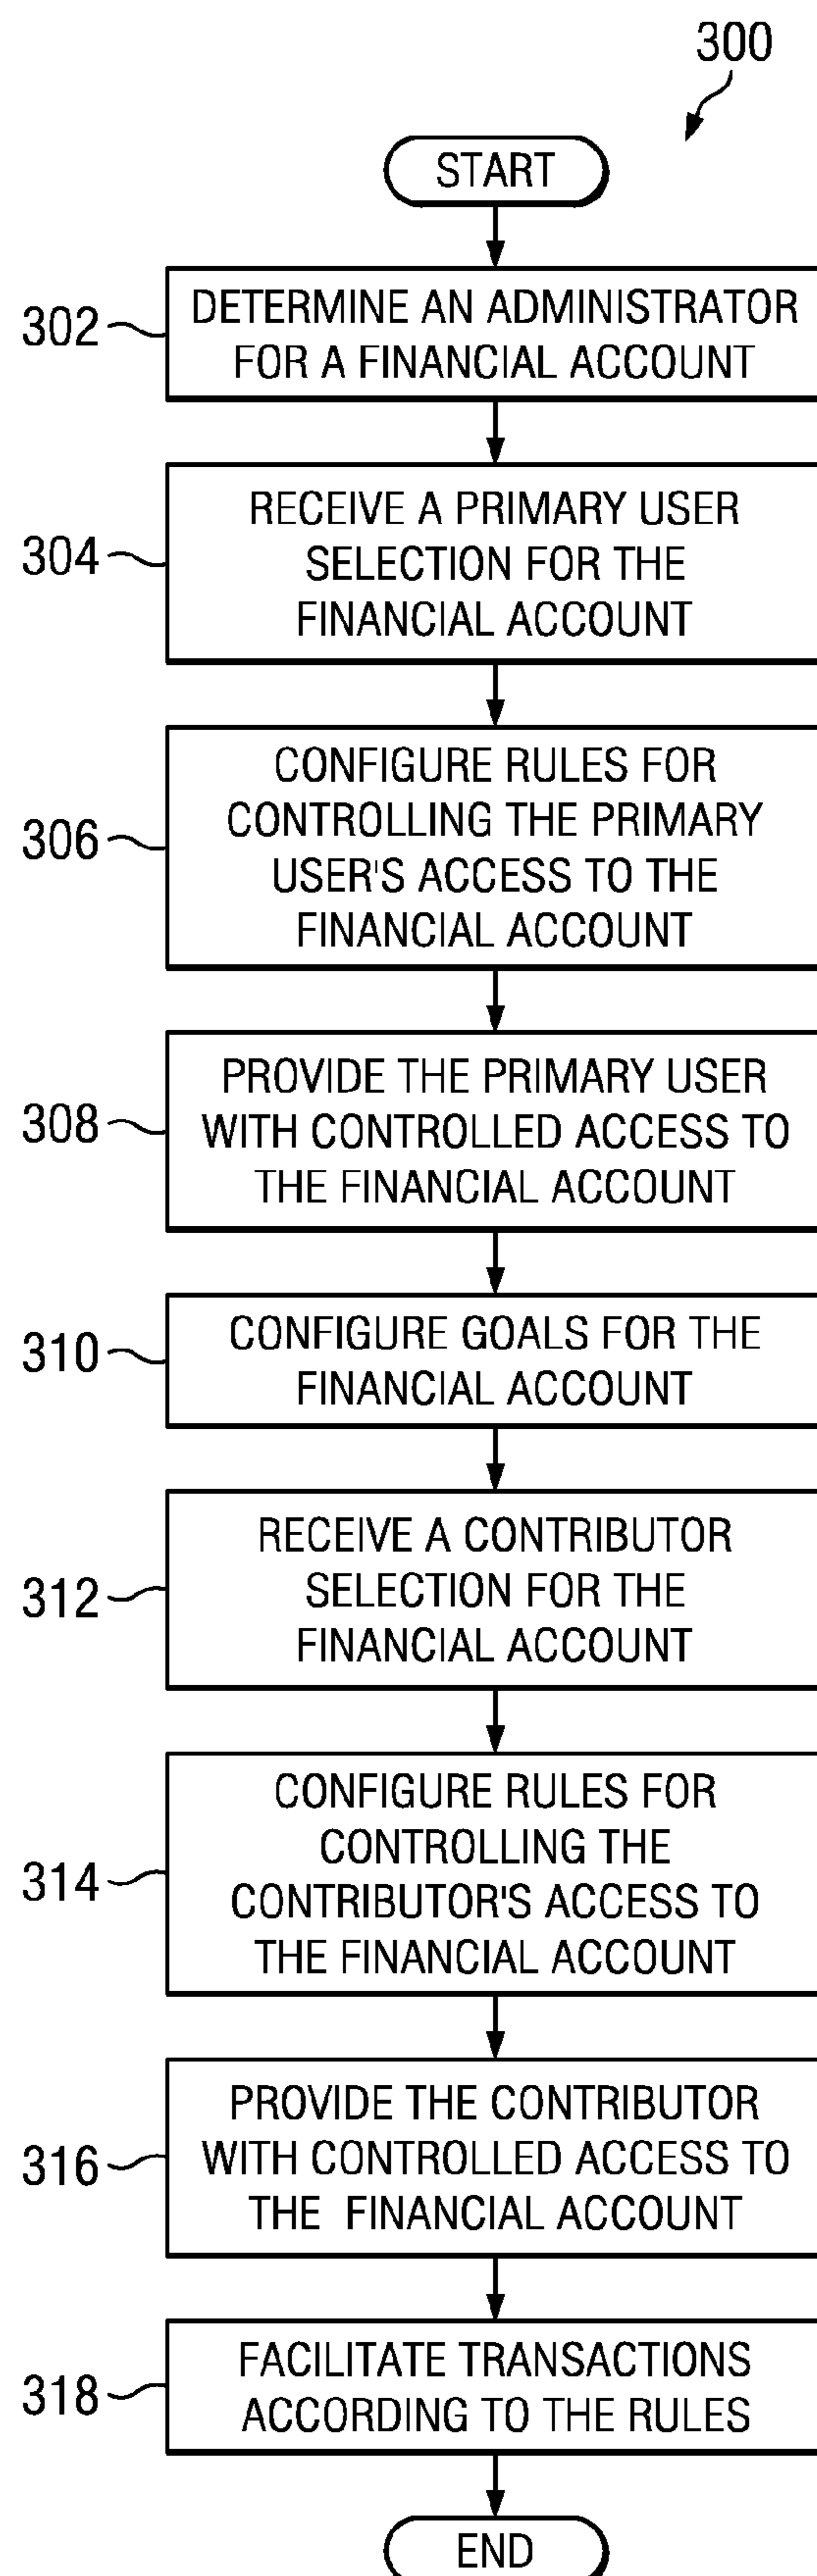 300
START
302
DETERMINE AN ADMINISTRATOR
FOR A FINANCIAL ACCOUNT
304
RECEIVE A PRIMARY USER
SELECTION FOR THE
FINANCIAL ACCOUNT
306
CONFIGURE RULES FOR
CONTROLLING THE PRIMARY
USER'S ACCESS TO THE
FINANCIAL ACCOUNT
308
PROVIDE THE PRIMARY USER
WITH CONTROLLED ACCESS TO
THE FINANCIAL ACCOUNT
310
CONFIGURE GOALS FOR THE
FINANCIAL ACCOUNT
312
RECEIVE A CONTRIBUTOR
SELECTION FOR THE
FINANCIAL ACCOUNT
314
CONFIGURE RULES FOR
CONTROLLING THE
CONTRIBUTOR'S ACCESS TO
THE FINANCIAL ACCOUNT
316
PROVIDE THE CONTRIBUTOR
WITH CONTROLLED ACCESS TO
THE FINANCIAL ACCOUNT
318
FACILITATE TRANSACTIONS
ACCORDING TO THE RULES
END